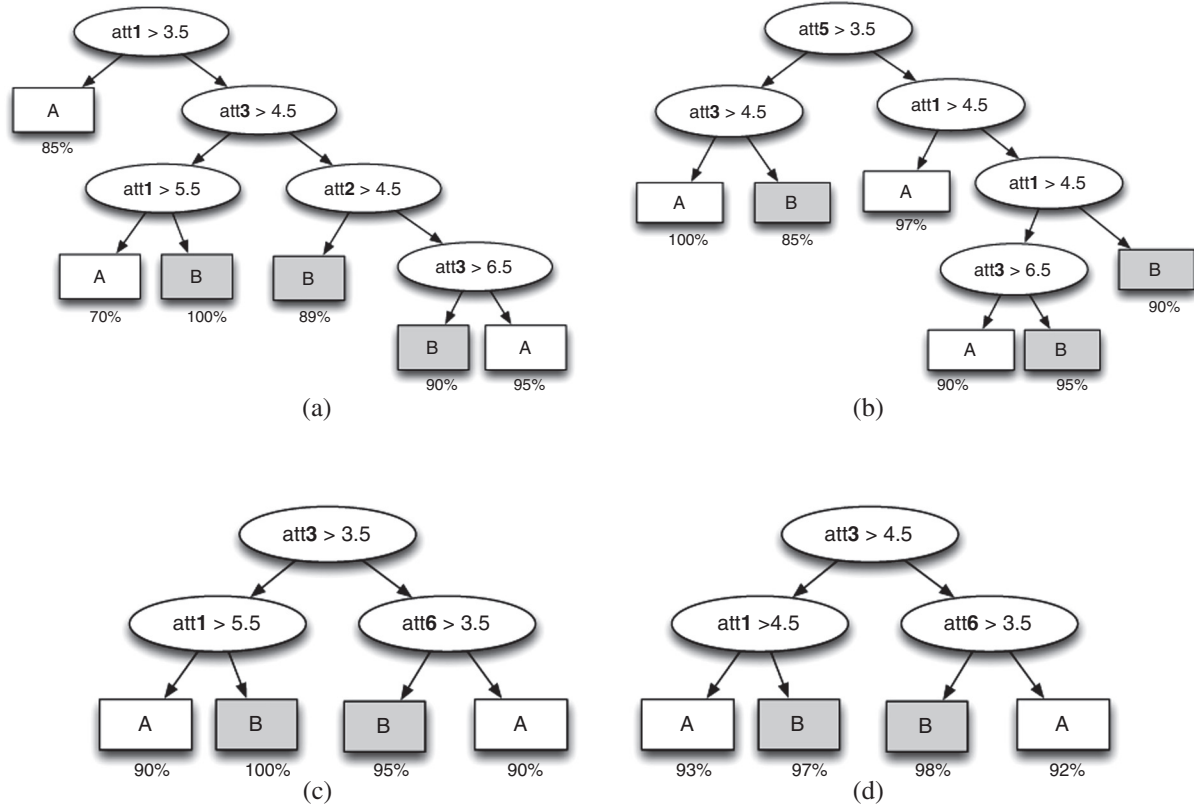 att1 > 3.5
A
85%
att3 > 4.5
att1 > 5.5
att2 > 4.5
A
70%
B
100%
B
89%
att3 > 6.5
B
90%
A
95%
(a)
att5 > 3.5
att3 > 4.5
att1 > 4.5
A
100%
B
85%
A
97%
att1 > 4.5
att3 > 6.5
B
90%
A
90%
B
95%
(b)
att3 > 3.5
att1 > 5.5
att6 > 3.5
A
90%
B
100%
B
95%
A
90%
(c)
att3 > 4.5
att1 >4.5
att6 > 3.5
A
93%
B
97%
B
98%
A
92%
(d)